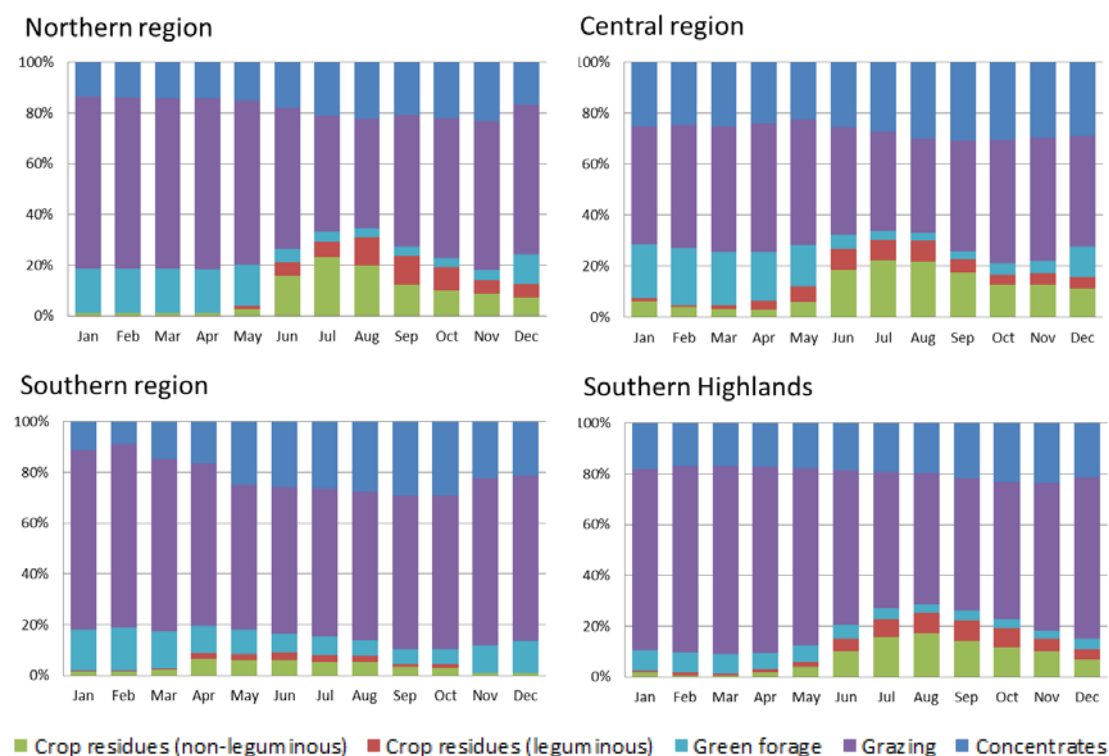 Northern region
100%
80%
60%
40%
20%
0%
Jan Feb Mar Apr May Jun Jul Aug Sep Oct Nov Dec
Central region
100%
80%
60%
40%
20%
0%
Jan Feb Mar Apr May Jun Jul Aug Sep Oct Nov Dec
Southern region
100%
80%
60%
40%
20%
0%
Jan Feb Mar Apr May Jun Jul Aug Sep Oct Nov Dec
Southern Highlands
100%
80%
60%
40%
20%
0%
Jan Feb Mar Apr May Jun Jul Aug Sep Oct Nov Dec
Crop residues (non-leguminous) Crop residues (leguminous) Green forage Grazing Concentrates